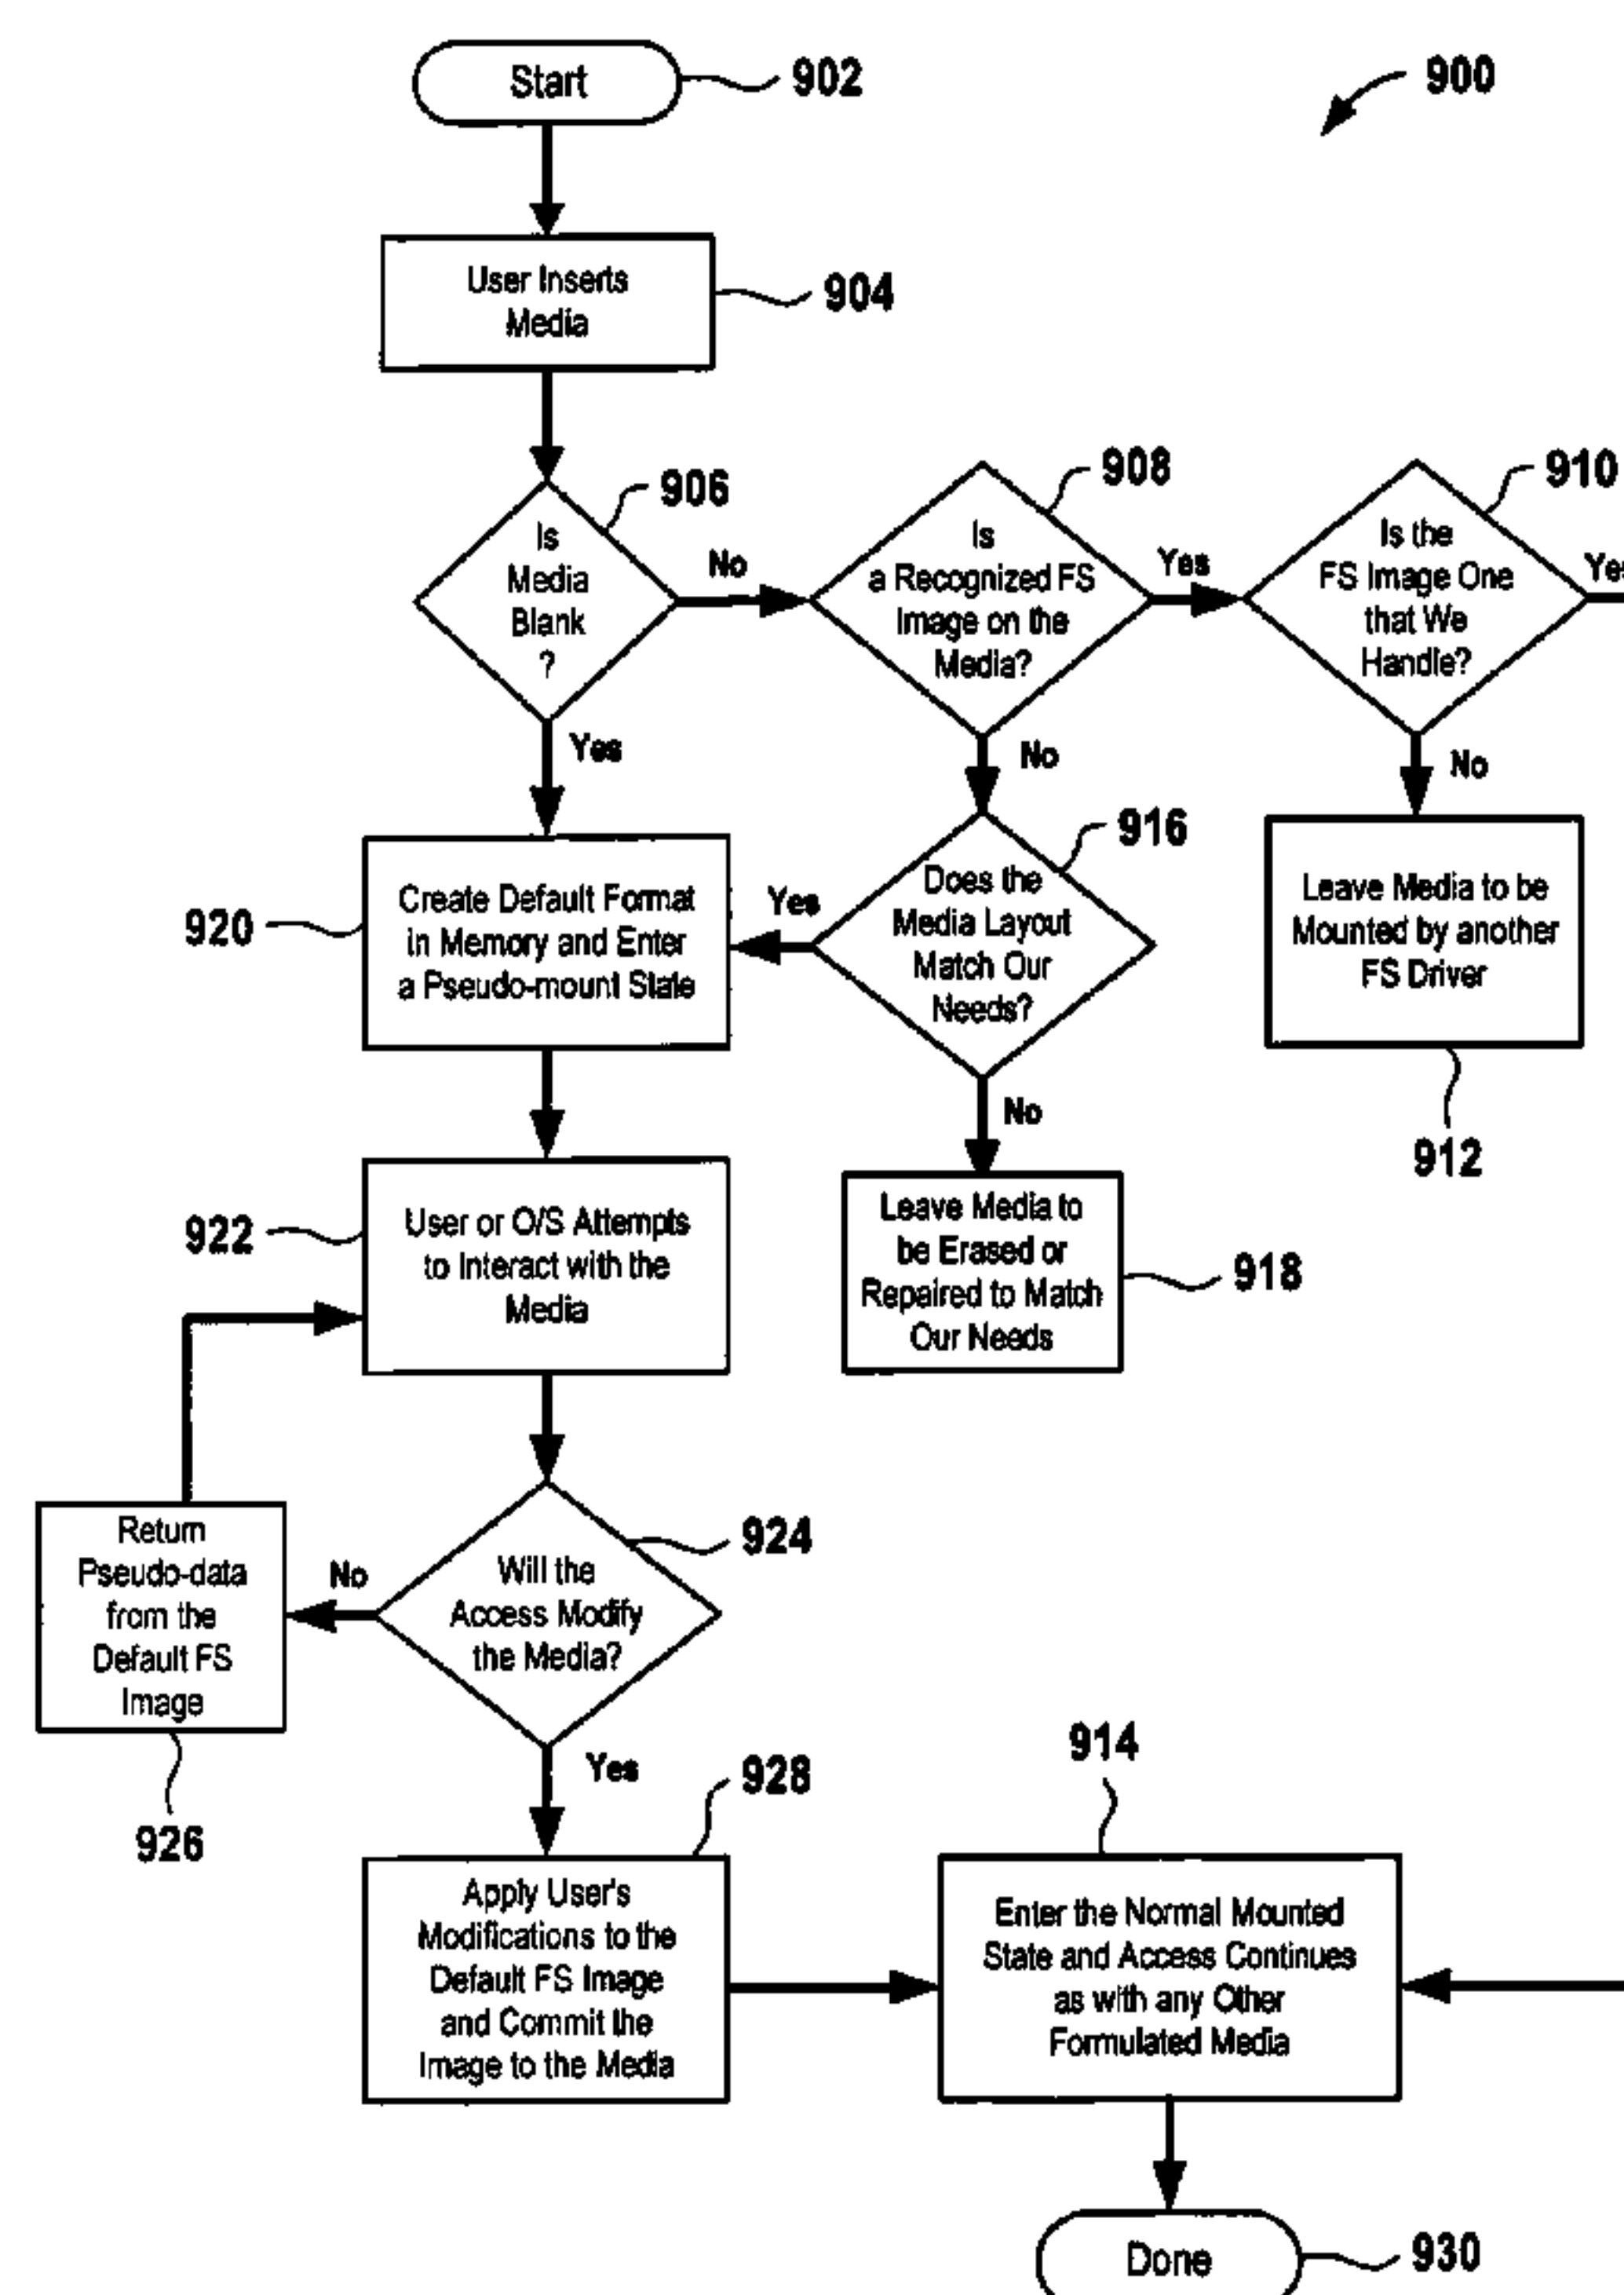 Start
902
900
User Inserts
Media
904
Is
Media
Blank
?
906
No
Yes
Is
a Recognized FS
Image on the
Media?
908
Yes
No
Is the
FS Image One
that We
Handle?
910
Yes
No
Leave Media to be
Mounted by another
FS Driver
912
Does the
Media Layout
Match Our
Needs?
916
Yes
No
Create Default Format
in Memory and Enter
a Pseudo-mount State
920
Leave Media to
be Erased or
Repaired to Match
Our Needs
918
User or O/S Attempts
to Interact with the
Media
922
Will the
Access Modify
the Media?
924
No
Yes
Return
Pseudo-data
from the
Default FS
Image
926
Apply User's
Modifications to the
Default FS Image
and Commit the
Image to the Media
928
Enter the Normal Mounted
State and Access Continues
as with any Other
Formulated Media
914
Done
930